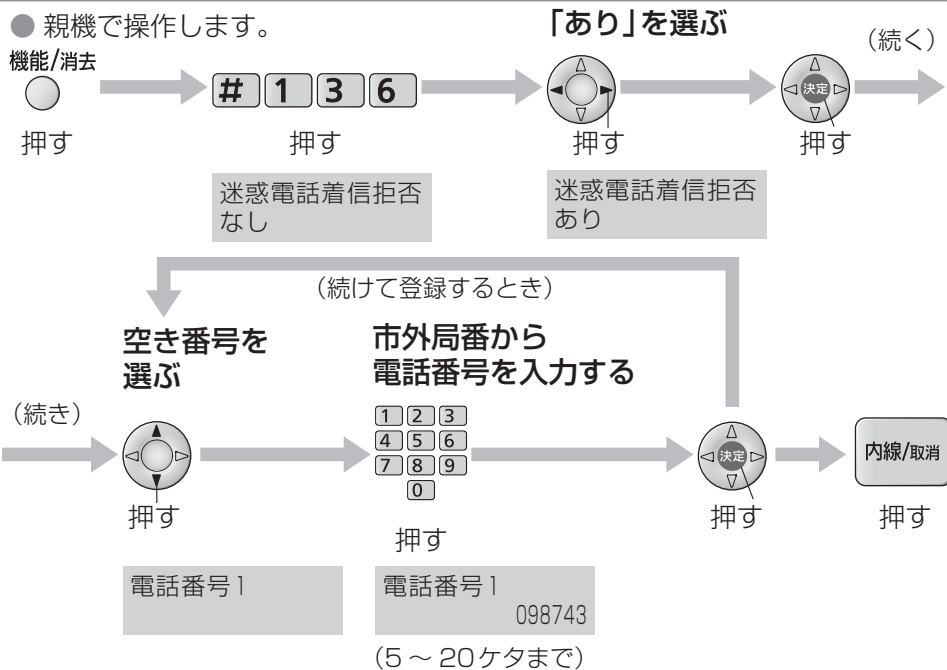 ● 親機で操作します。
機能/消去
押す
# 1 3 6
押す
迷惑電話着信拒否
なし
「あり」を選ぶ
押す
迷惑電話着信拒否
あり
決定
押す
（続く）
（続けて登録するとき）
（続き）
空き番号を
選ぶ
押す
電話番号1
市外局番から
電話番号を入力する
1 2 3
4 5 6
7 8 9
0
押す
電話番号1
098743
（5～20ケタまで）
決定
押す
内線/取消
押す